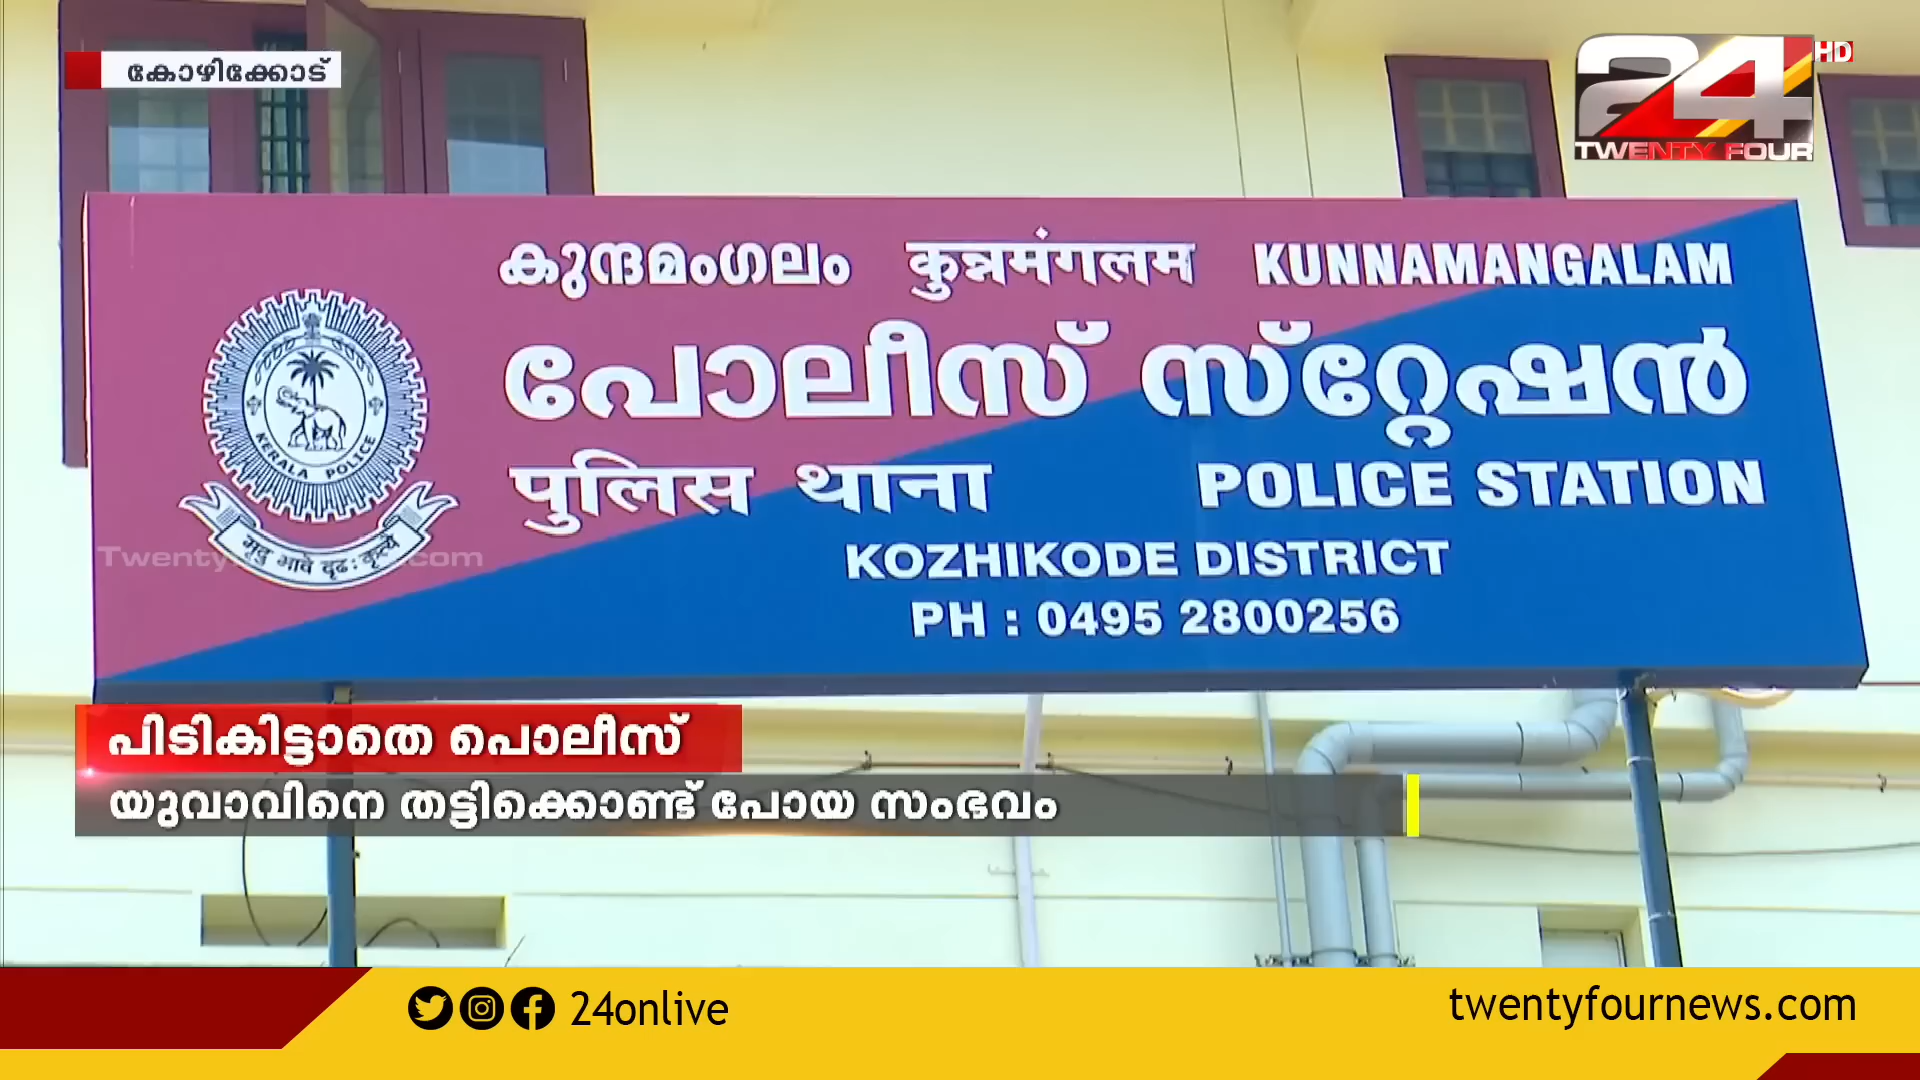 കോഴിക്കോട്
24 HD
TWENTY FOUR
കുന്ദമംഗലം कुन्नमंगलम KUNNAMANGALAM
പോലീസ് സ്റ്റേഷൻ
पुलिस थाना POLICE STATION
KERALA POLICE
मृदु भावे दृढ: कृत्ये
KOZHIKODE DISTRICT
PH : 0495 2800256
പിടികിട്ടാതെ പൊലീസ്
യുവാവിനെ തട്ടിക്കൊണ്ട് പോയ സംഭവം
24onlive
twentyfournews.com